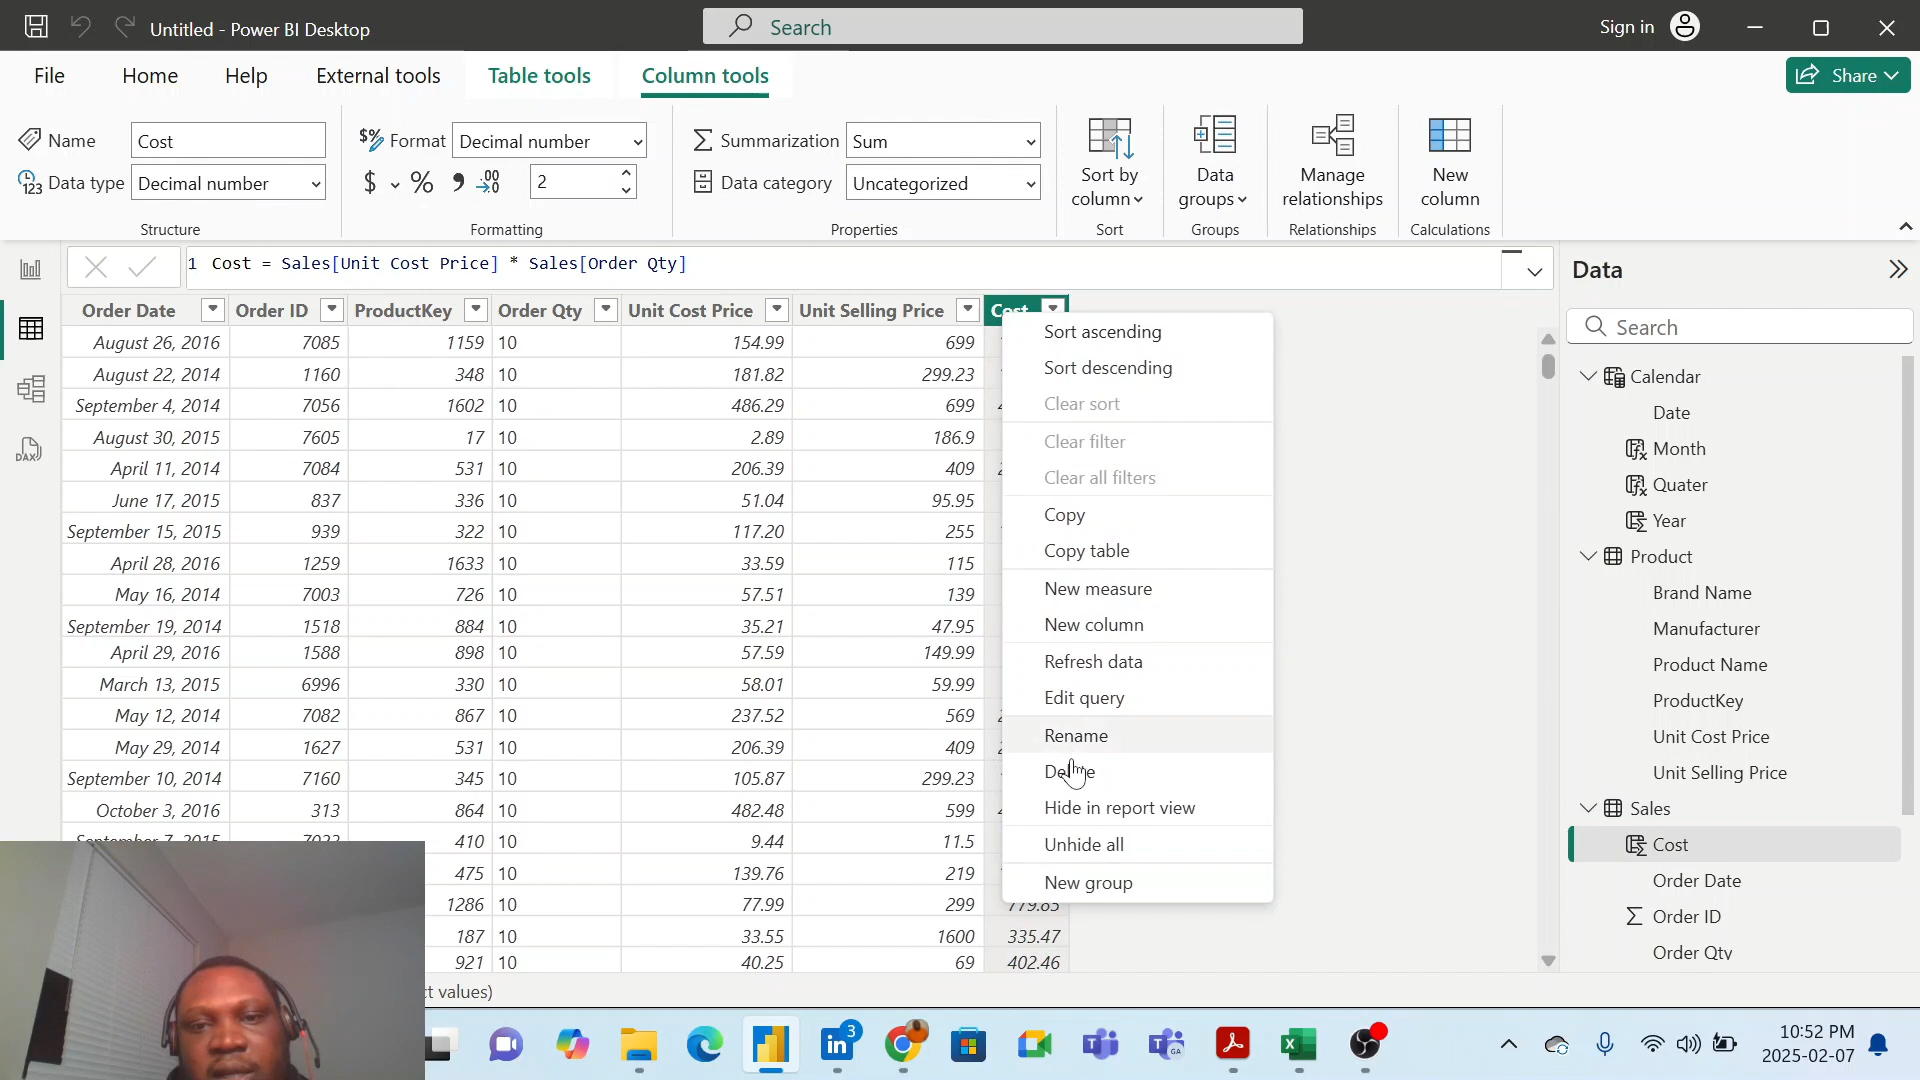 Untitled - Power BI Desktop
Search
Sign in
File Home Help External tools Table tools Column tools
Share
Name Cost
Format Decimal number
Summarization Sum
Data type Decimal number
$ % 2
Data category Uncategorized
Sort by column
Data groups
Manage relationships
New column
Structure Formatting Properties Sort Groups Relationships Calculations
1 Cost = Sales[Unit Cost Price] * Sales[Order Qty]
Order Date Order ID ProductKey Order Qty Unit Cost Price Unit Selling Price Cost
August 26, 2016 7085 1159 10 154.99 699
August 22, 2014 1160 348 10 181.82 299.23
September 4, 2014 7056 1602 10 486.29 699
August 30, 2015 7605 17 10 2.89 186.9
April 11, 2014 7084 531 10 206.39 409
June 17, 2015 837 336 10 51.04 95.95
September 15, 2015 939 322 10 117.20 255
April 28, 2016 1259 1633 10 33.59 115
May 16, 2014 7003 726 10 57.51 139
September 19, 2014 1518 884 10 35.21 47.95
April 29, 2016 1588 898 10 57.59 149.99
March 13, 2015 6996 330 10 58.01 59.99
May 12, 2014 7082 867 10 237.52 569
May 29, 2014 1627 531 10 206.39 409
September 10, 2014 7160 345 10 105.87 299.23
October 3, 2016 313 864 10 482.48 599
September 7, 2015 7022 410 10 9.44 11.5
475 10 139.76 219
1286 10 77.99 299 779.85
187 10 33.55 1600 335.47
921 10 40.25 69 402.46
ct values)
Sort ascending
Sort descending
Clear sort
Clear filter
Clear all filters
Copy
Copy table
New measure
New column
Refresh data
Edit query
Rename
Delete
Hide in report view
Unhide all
New group
Data
Search
Calendar
Date
Month
Quater
Year
Product
Brand Name
Manufacturer
Product Name
ProductKey
Unit Cost Price
Unit Selling Price
Sales
Cost
Order Date
Order ID
Order Qty
DAX
3
10:52 PM
2025-02-07